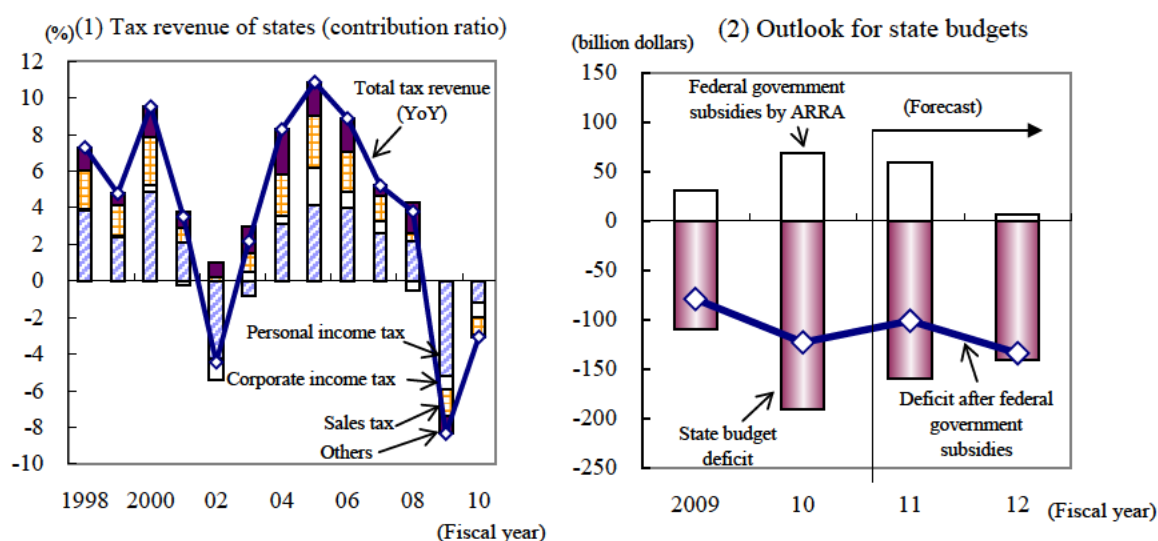 (%) (1) Tax revenue of states (contribution ratio)
12
10
8
6
4
2
0
-2
-4
-6
-8
-10
Total tax revenue
(YoY)
Personal income tax
Corporate income tax
Sales tax
Others
1998 2000 02 04 06 08 10
(Fiscal year)
(2) Outlook for state budgets
(billion dollars)
150
100
50
0
-50
-100
-150
-200
-250
Federal government
subsidies by ARRA
(Forecast)
State budget
deficit
Deficit after federal
government
subsidies
2009 10 11 12
(Fiscal year)